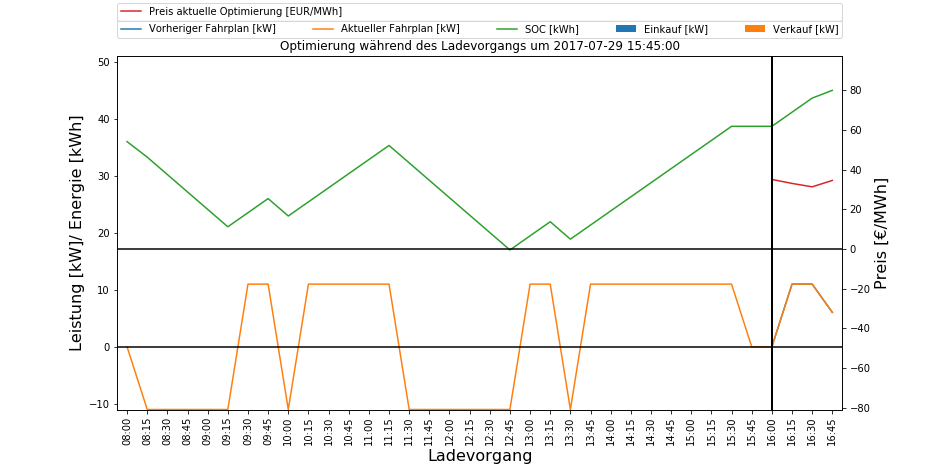 Preis aktuelle Optimierung [EUR/MWh]
Vorheriger Fahrplan [kW] Aktueller Fahrplan [kW] SOC [kWh] Einkauf [kW] Verkauf [kW]
Optimierung während des Ladevorgangs um 2017-07-29 15:45:00
Leistung [kW]/ Energie [kWh]
50
40
30
20
10
0
−10
80
60
40
20
0
−20
−40
−60
−80
Preis [€/MWh]
08:00 08:15 08:30 08:45 09:00 09:15 09:30 09:45 10:00 10:15 10:30 10:45 11:00 11:15 11:30 11:45 12:00 12:15 12:30 12:45 13:00 13:15 13:30 13:45 14:00 14:15 14:30 14:45 15:00 15:15 15:30 15:45 16:00 16:15 16:30 16:45
Ladevorgang